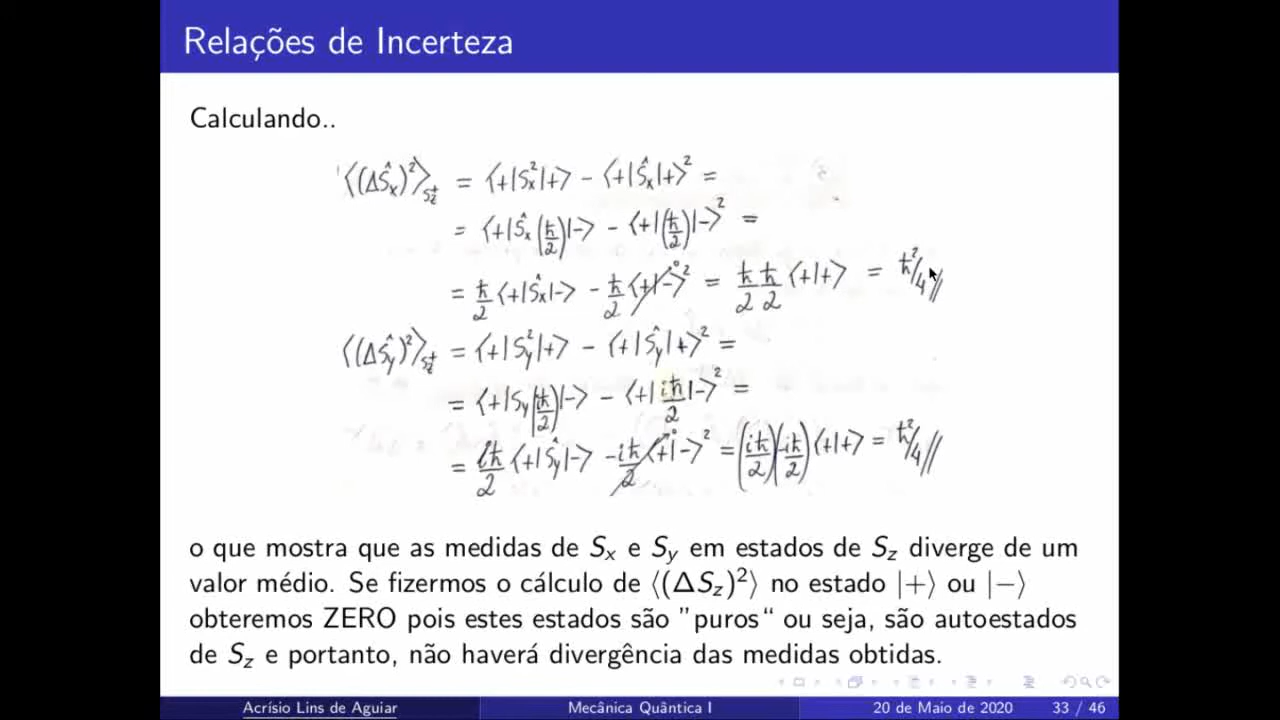 Relações de Incerteza
Calculando..
⟨(ΔŜx)²⟩Sz+ = ⟨+|Sx²|+⟩ - ⟨+|Ŝx|+⟩² =
= ⟨+|Ŝx(ħ/2)|-⟩ - ⟨+|(ħ/2)|-⟩² =
= ħ/2 ⟨+|Ŝx|-⟩ - ħ/2 ⟨+|-⟩² = ħ/2 ħ/2 ⟨+|+⟩ = ħ²/4//
⟨(ΔŜy)²⟩Sz+ = ⟨+|Sy²|+⟩ - ⟨+|Ŝy|+⟩² =
= ⟨+|Sy(iħ/2)|-⟩ - ⟨+|iħ/2|-⟩² =
= iħ/2 ⟨+|Ŝy|-⟩ - iħ/2 ⟨+|-⟩² = (iħ/2)(-iħ/2)⟨+|+⟩ = ħ²/4//
o que mostra que as medidas de Sx e Sy em estados de Sz diverge de um
valor médio. Se fizermos o cálculo de ⟨(ΔSz)²⟩ no estado |+⟩ ou |−⟩
obteremos ZERO pois estes estados são ”puros“ ou seja, são autoestados
de Sz e portanto, não haverá divergência das medidas obtidas.
Acrísio Lins de Aguiar Mecânica Quântica I 20 de Maio de 2020 33 / 46